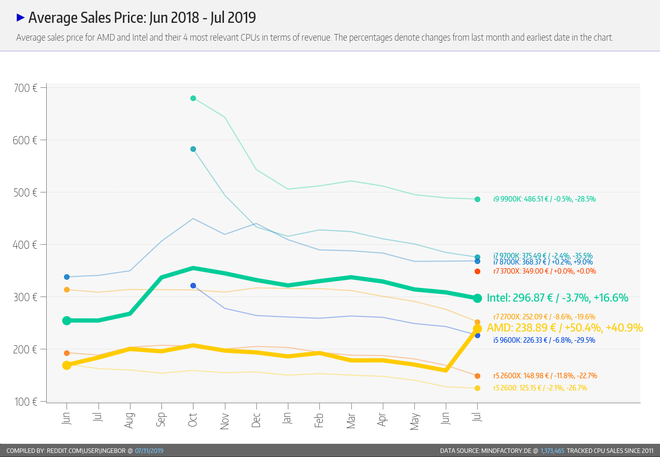 ► Average Sales Price: Jun 2018 - Jul 2019
Average sales price for AMD and Intel and their 4 most relevant CPUs in terms of revenue. The percentages denote changes from last month and earliest date in the chart.
700 €
600 €
500 €
400 €
300 €
200 €
100 €
i9 9900K: 486.51 € / -0.5%, -28.5%
i7 9700K: 375.49 € / -2.4%, -35.5%
i7 8700K: 368.37 € / +0.2%, +9.0%
r7 3700X: 349.00 € / +0.0%, +0.0%
Intel: 296.87 € / -3.7%, +16.6%
r7 2700X: 252.09 € / -8.6%, -19.6%
AMD: 238.89 € / +50.4%, +40.9%
i5 9600K: 226.33 € / -6.8%, -29.5%
r5 2600X: 148.98 € / -11.8%, -22.7%
r5 2600: 125.15 € / -2.1%, -26.7%
Jun
Jul
Aug
Sep
Oct
Nov
Dec
Jan
Feb
Mar
Apr
May
Jun
Jul
COMPILED BY: REDDIT.COM\USER\INGEBOR @ 07/31/2019
DATA SOURCE: MINDFACTORY.DE @ 1,373,465 TRACKED CPU SALES SINCE 2011